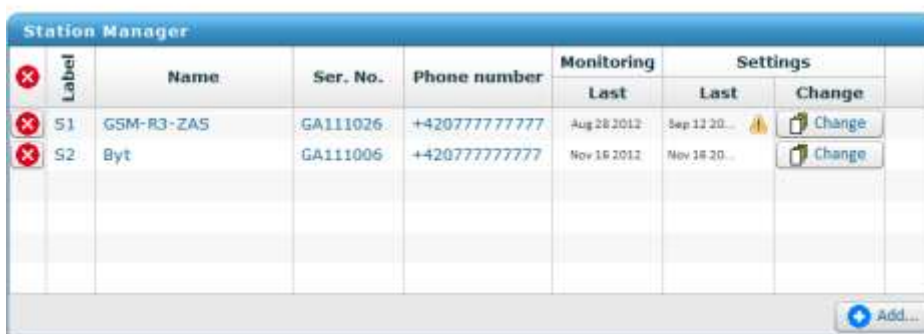 Station Manager
Label Name Ser. No. Phone number Monitoring Settings
Last Last Change
S1 GSM-R3-ZAS GA111026 +420777777777 Aug 28 2012 Sep 12 20... Change
S2 Byt GA111006 +420777777777 Nov 16 2012 Nov 16 20... Change
Add...